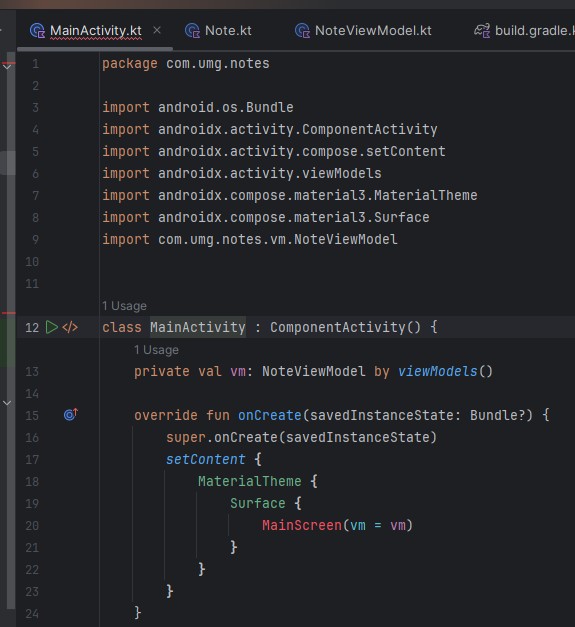 MainActivity.kt Note.kt NoteViewModel.kt build.gradle.k
1 package com.umg.notes
2
3 import android.os.Bundle
4 import androidx.activity.ComponentActivity
5 import androidx.activity.compose.setContent
6 import androidx.activity.viewModels
7 import androidx.compose.material3.MaterialTheme
8 import androidx.compose.material3.Surface
9 import com.umg.notes.vm.NoteViewModel
10
11
1 Usage
12 class MainActivity : ComponentActivity() {
1 Usage
13 private val vm: NoteViewModel by viewModels()
14
15 override fun onCreate(savedInstanceState: Bundle?) {
16 super.onCreate(savedInstanceState)
17 setContent {
18 MaterialTheme {
19 Surface {
20 MainScreen(vm = vm)
21 }
22 }
23 }
24 }